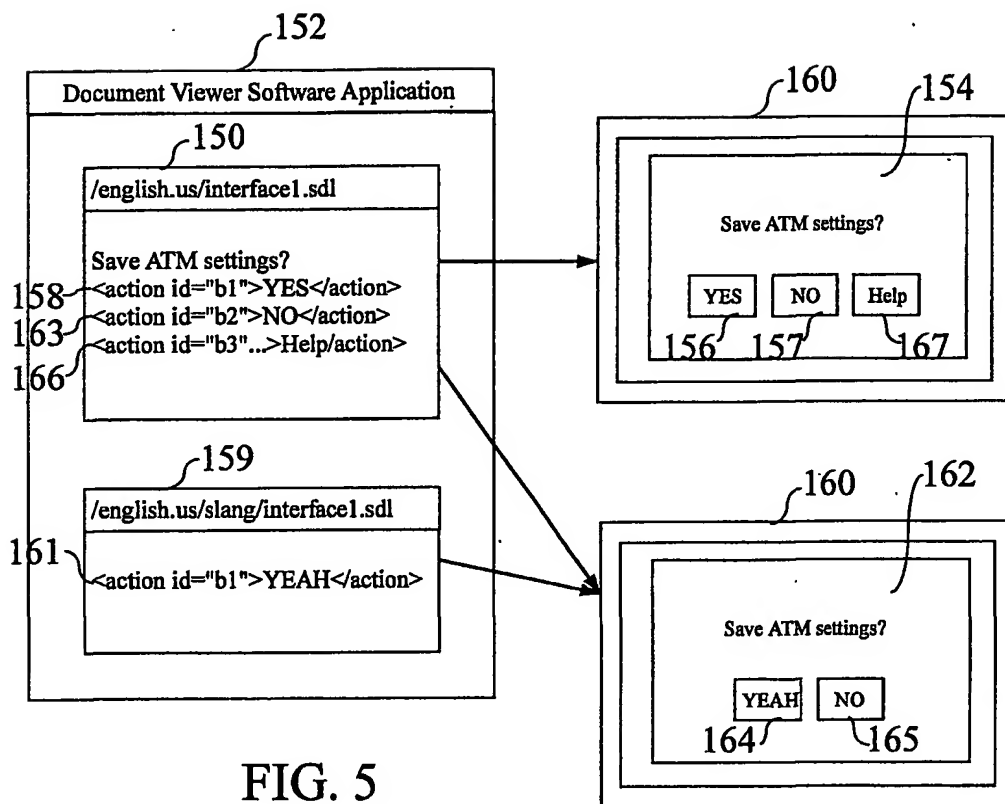 152
Document Viewer Software Application
150
/english.us/interface1.sdl
Save ATM settings?
158 <action id="b1">YES</action>
163 <action id="b2">NO</action>
166 <action id="b3"...>Help/action>
159
/english.us/slang/interface1.sdl
161 <action id="b1">YEAH</action>
160
154
Save ATM settings?
YES NO Help
156 157 167
160
162
Save ATM settings?
YEAH NO
164 165
FIG. 5